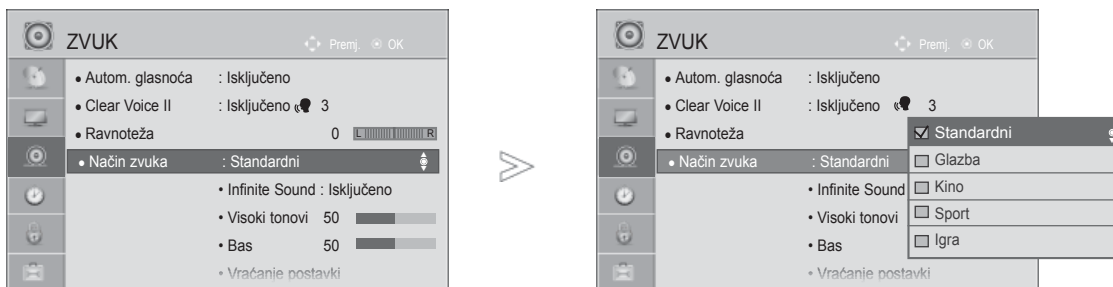 ZVUK
Premj. OK
• Autom. glasnoća : Isključeno
• Clear Voice II : Isključeno 3
• Ravnoteža 0 L R
• Način zvuka : Standardni
• Infinite Sound : Isključeno
• Visoki tonovi 50
• Bas 50
• Vraćanje postavki
ZVUK
Premj. OK
• Autom. glasnoća : Isključeno
• Clear Voice II : Isključeno 3
• Ravnoteža
• Način zvuka : Standardni
• Infinite Sound
• Visoki tonovi
• Bas
• Vraćanje postavki
Standardni
Glazba
Kino
Sport
Igra